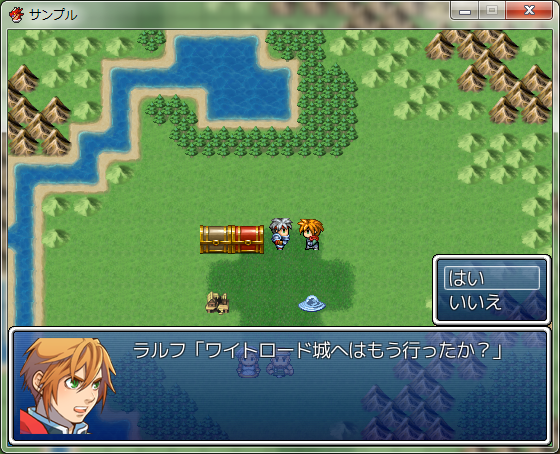 サンプル
はい
いいえ
ラルフ「ワイトロード城へはもう行ったか？」